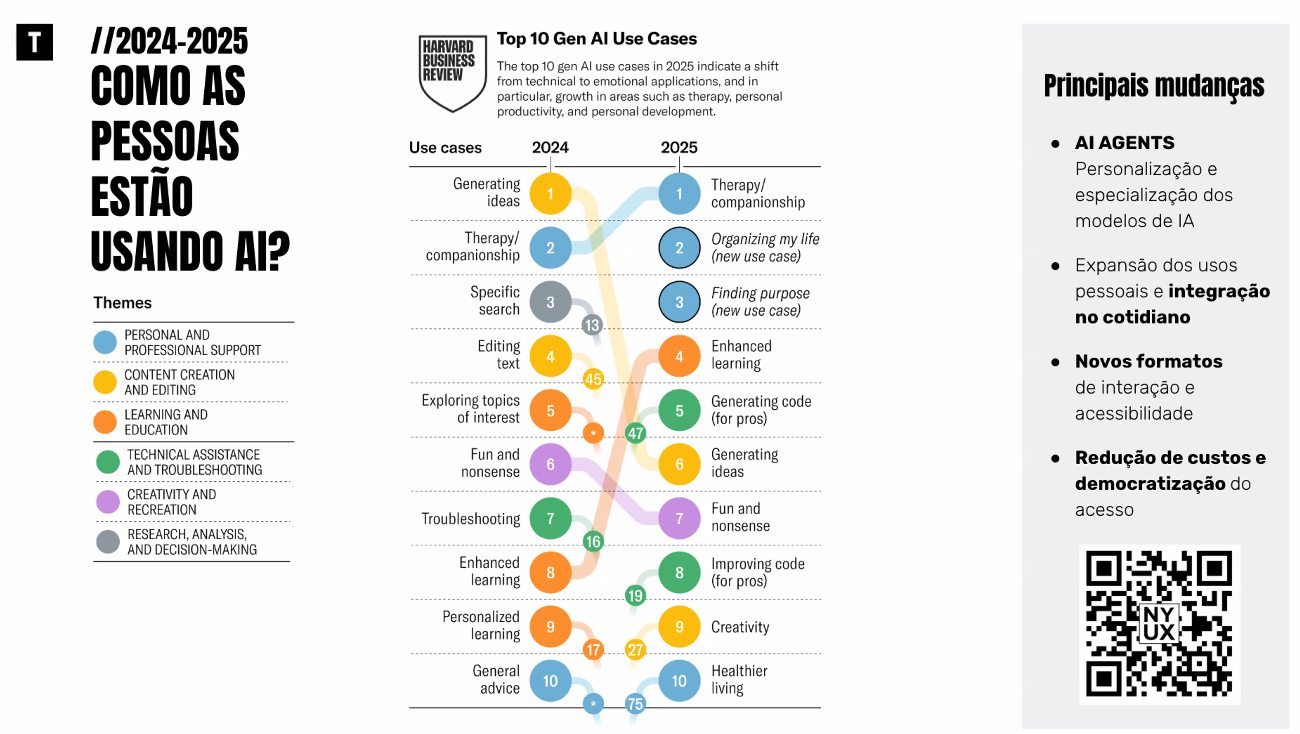 T
//2024-2025
COMO AS
PESSOAS
ESTÃO
USANDO AI?
Themes
PERSONAL AND
PROFESSIONAL SUPPORT
CONTENT CREATION
AND EDITING
LEARNING AND
EDUCATION
TECHNICAL ASSISTANCE
AND TROUBLESHOOTING
CREATIVITY AND
RECREATION
RESEARCH, ANALYSIS,
AND DECISION-MAKING
HARVARD
BUSINESS
REVIEW
Top 10 Gen AI Use Cases
The top 10 gen AI use cases in 2025 indicate a shift
from technical to emotional applications, and in
particular, growth in areas such as therapy, personal
productivity, and personal development.
Use cases 2024 2025
Generating
ideas
1
1
Therapy/
companionship
Therapy/
companionship
2
2
Organizing my life
(new use case)
Specific
search
3
13
3
Finding purpose
(new use case)
Editing
text
4
45
4
Enhanced
learning
Exploring topics
of interest
5
*
47
5
Generating code
(for pros)
Fun and
nonsense
6
6
Generating
ideas
Troubleshooting
7
16
7
Fun and
nonsense
Enhanced
learning
8
19
8
Improving code
(for pros)
Personalized
learning
9
17
27
9
Creativity
General
advice
10
*
75
10
Healthier
living
Principais mudanças
● AI AGENTS
Personalização e
especialização dos
modelos de IA
● Expansão dos usos
pessoais e integração
no cotidiano
● Novos formatos
de interação e
acessibilidade
● Redução de custos e
democratização do
acesso
NY
UX